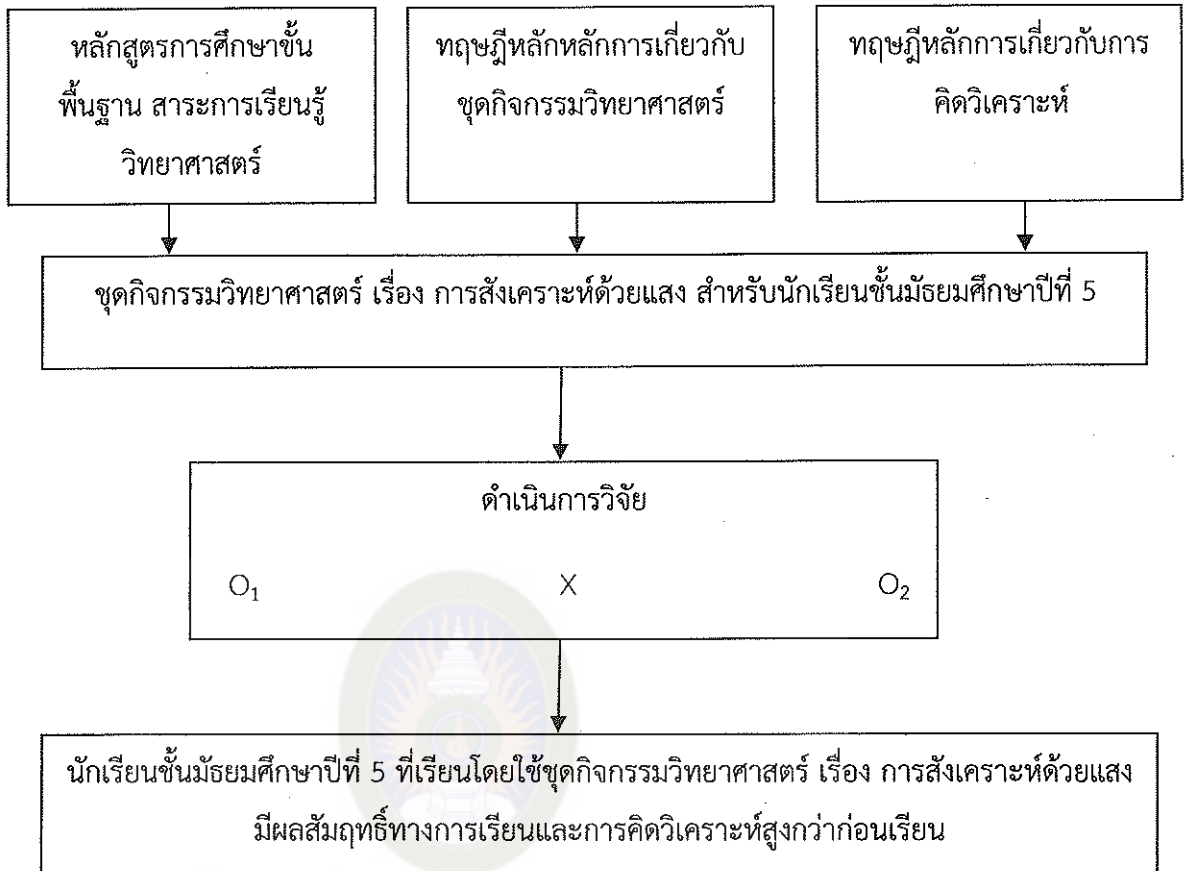 หลักสูตรการศึกษาขั้น
พื้นฐาน สาระการเรียนรู้
วิทยาศาสตร์
ทฤษฎีหลักหลักการเกี่ยวกับ
ชุดกิจกรรมวิทยาศาสตร์
ทฤษฎีหลักการเกี่ยวกับการ
คิดวิเคราะห์
ชุดกิจกรรมวิทยาศาสตร์ เรื่อง การสังเคราะห์ด้วยแสง สำหรับนักเรียนชั้นมัธยมศึกษาปีที่ 5
ดำเนินการวิจัย
O₁ X O₂
นักเรียนชั้นมัธยมศึกษาปีที่ 5 ที่เรียนโดยใช้ชุดกิจกรรมวิทยาศาสตร์ เรื่อง การสังเคราะห์ด้วยแสง
มีผลสัมฤทธิ์ทางการเรียนและการคิดวิเคราะห์สูงกว่าก่อนเรียน